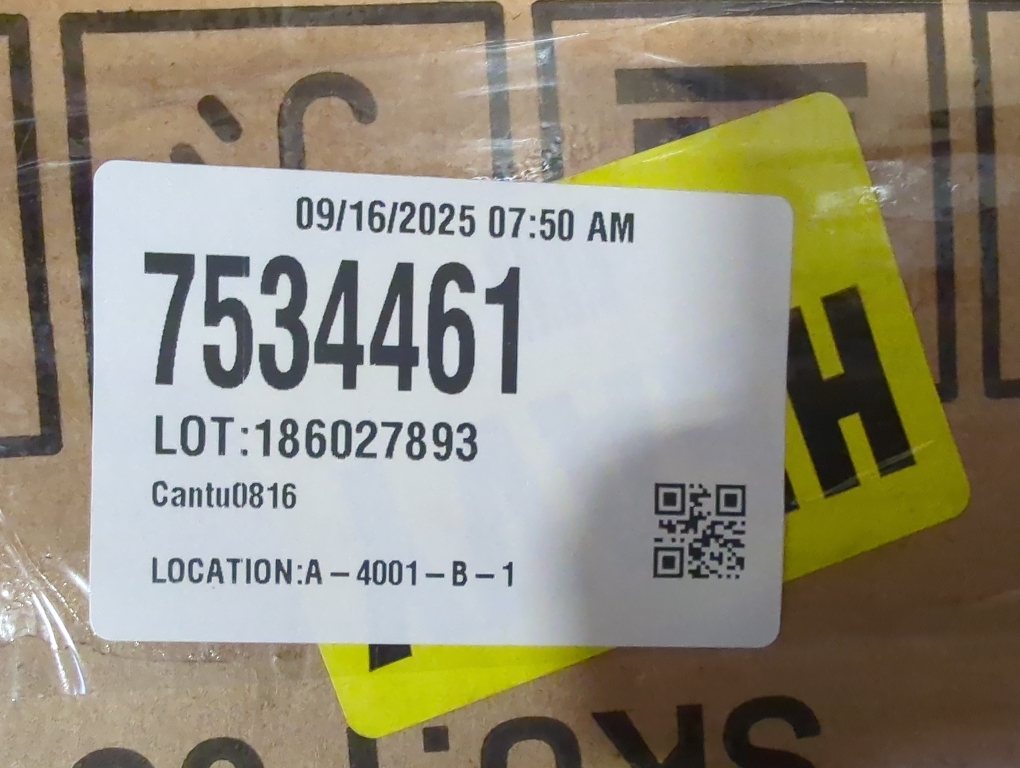 09/16/2025 07:50 AM
7534461
LOT:186027893
Cantu0816
LOCATION:A – 4001 – B – 1
H